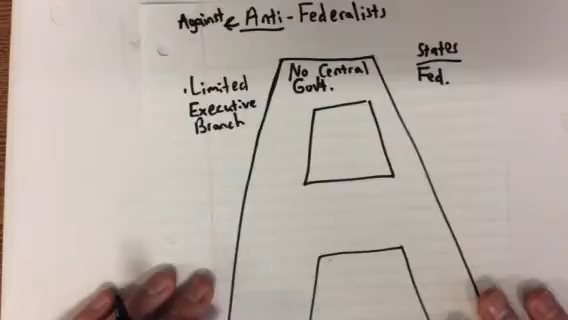 Against ← Anti-Federalists
No Central
Govt.
States
Fed.
. Limited
Executive
Branch